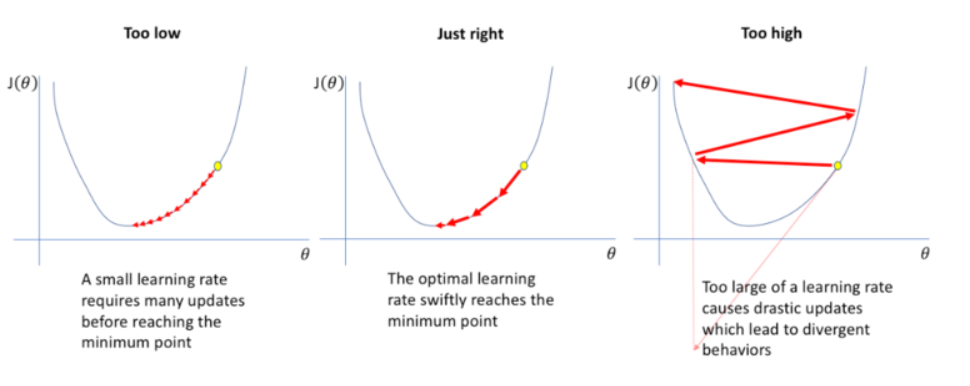 Too low
Just right
Too high
J(θ)
J(θ)
J(θ)
θ
θ
θ
A small learning rate
requires many updates
before reaching the
minimum point
The optimal learning
rate swiftly reaches the
minimum point
Too large of a learning rate
causes drastic updates
which lead to divergent
behaviors